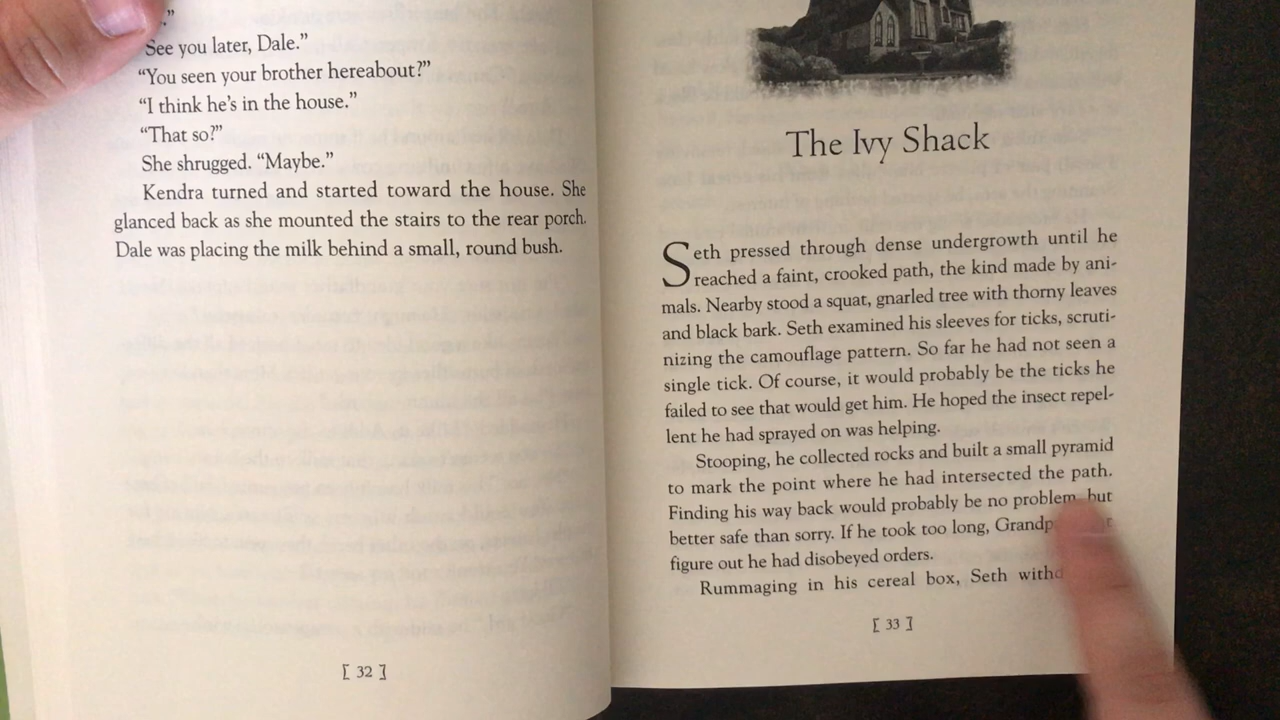 .”
See you later, Dale.”
“You seen your brother hereabout?”
“I think he’s in the house.”
“That so?”
She shrugged. “Maybe.”
Kendra turned and started toward the house. She
glanced back as she mounted the stairs to the rear porch.
Dale was placing the milk behind a small, round bush.
[ 32 ]
The Ivy Shack
Seth pressed through dense undergrowth until he
reached a faint, crooked path, the kind made by ani-
mals. Nearby stood a squat, gnarled tree with thorny leaves
and black bark. Seth examined his sleeves for ticks, scruti-
nizing the camouflage pattern. So far he had not seen a
single tick. Of course, it would probably be the ticks he
failed to see that would get him. He hoped the insect repel-
lent he had sprayed on was helping.
Stooping, he collected rocks and built a small pyramid
to mark the point where he had intersected the path.
Finding his way back would probably be no problem, but
better safe than sorry. If he took too long,
figure out he had disobeyed orders.
Rummaging in his cereal box, Seth
[ 33 ]